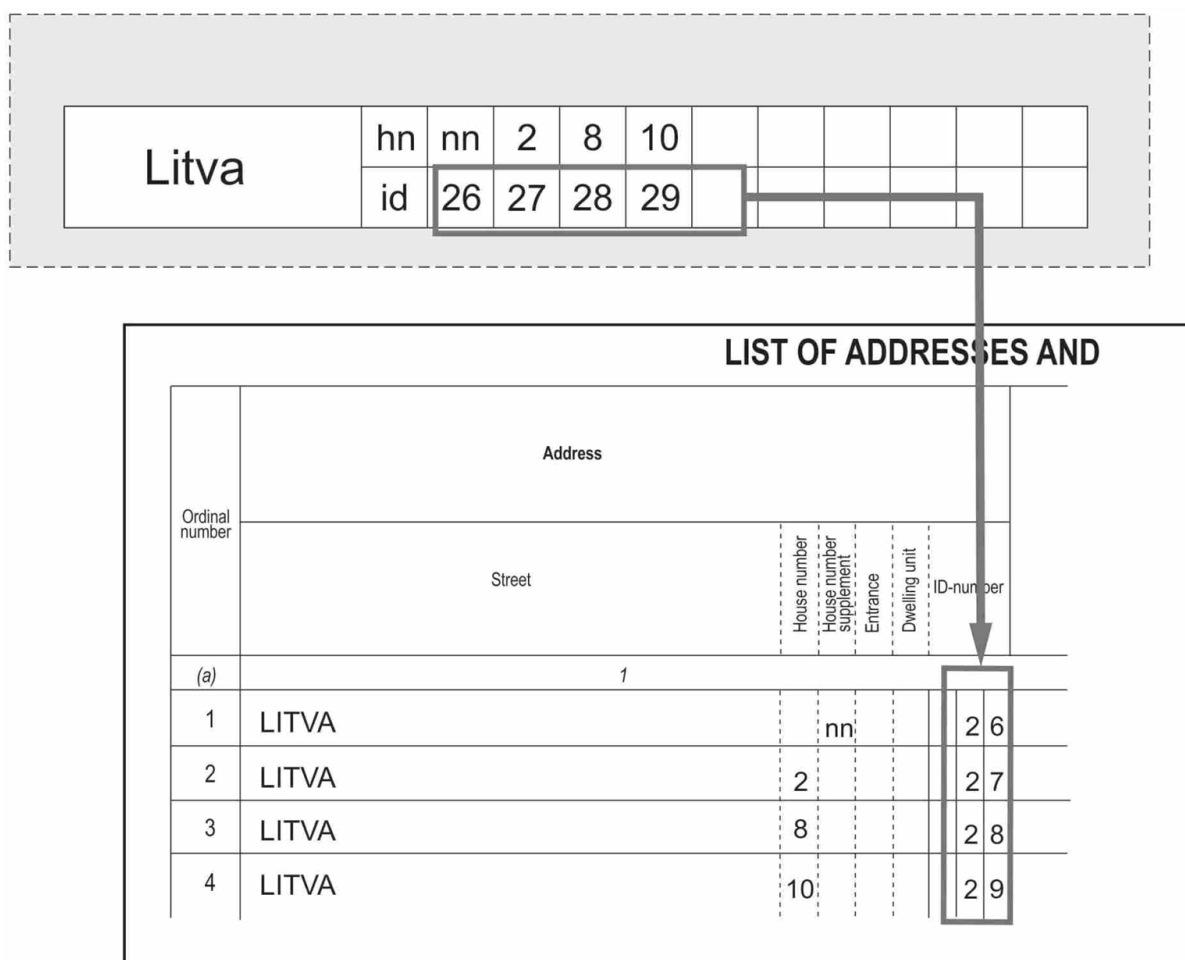 Litva hn nn 2 8 10
id 26 27 28 29
LIST OF ADDRESSES AND
Ordinal number
Address
Street
House number
House number supplement
Entrance
Dwelling unit
ID-number
(a) 1
1 LITVA nn 2 6
2 LITVA 2 2 7
3 LITVA 8 2 8
4 LITVA 10 2 9